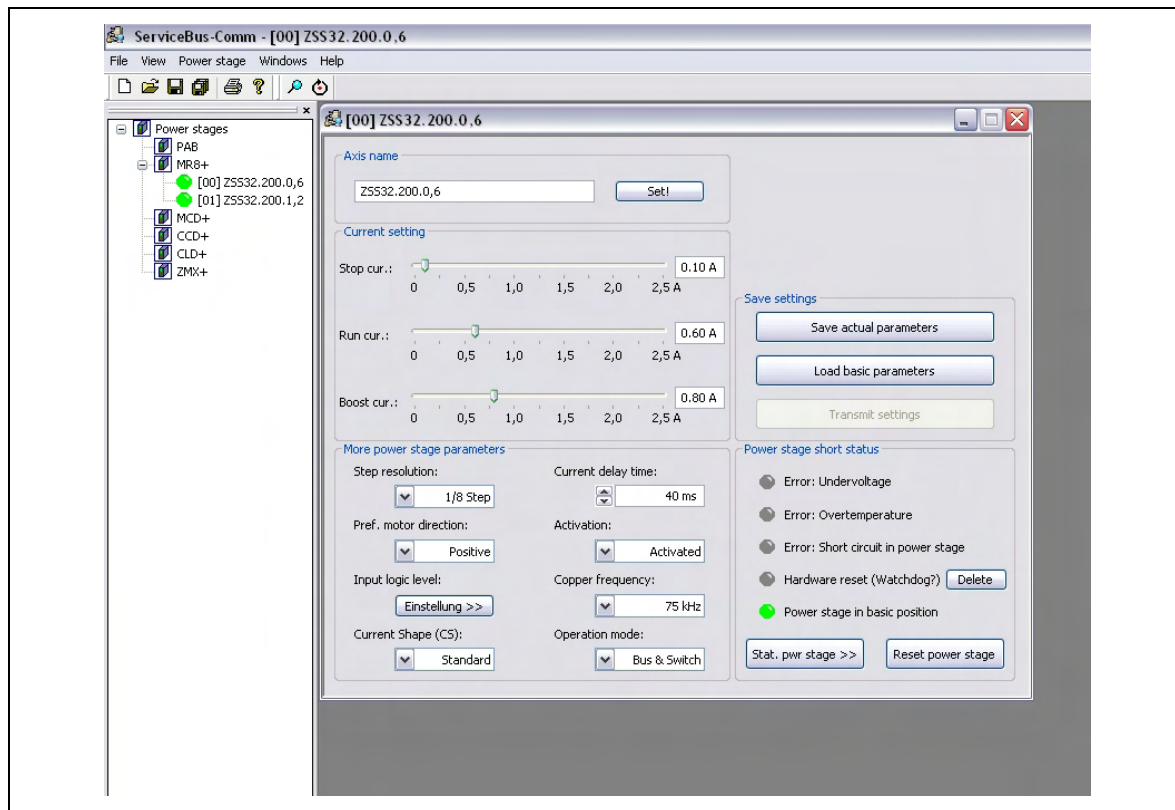 ServiceBus-Comm - [00] ZSS32.200.0,6
File View Power stage Windows Help
Power stages
PAB
MR8+
[00] ZSS32.200.0,6
[01] ZSS32.200.1,2
MCD+
CCD+
CLD+
ZMX+
[00] ZSS32.200.0,6
Axis name
ZSS32.200.0,6
Set!
Current setting
Stop cur.:
0.10 A
0 0,5 1,0 1,5 2,0 2,5 A
Run cur.:
0.60 A
0 0,5 1,0 1,5 2,0 2,5 A
Boost cur.:
0.80 A
0 0,5 1,0 1,5 2,0 2,5 A
Save settings
Save actual parameters
Load basic parameters
Transmit settings
More power stage parameters
Step resolution:
1/8 Step
Current delay time:
40 ms
Pref. motor direction:
Positive
Activation:
Activated
Input logic level:
Einstellung >>
Copper frequency:
75 kHz
Current Shape (CS):
Standard
Operation mode:
Bus & Switch
Power stage short status
Error: Undervoltage
Error: Overtemperature
Error: Short circuit in power stage
Hardware reset (Watchdog?)
Delete
Power stage in basic position
Stat. pwr stage >>
Reset power stage